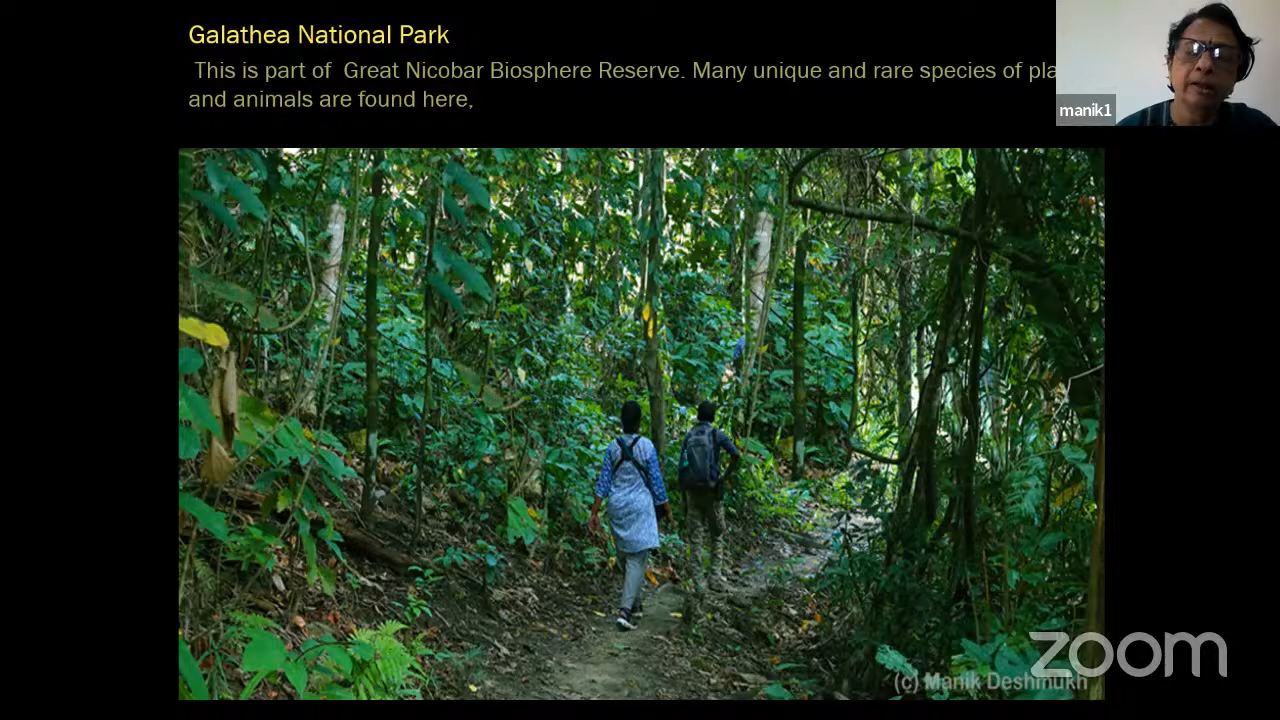 Galathea National Park
This is part of  Great Nicobar Biosphere Reserve. Many unique and rare species of
and animals are found here,
manik1
zoom
(c) Manik Deshmukh